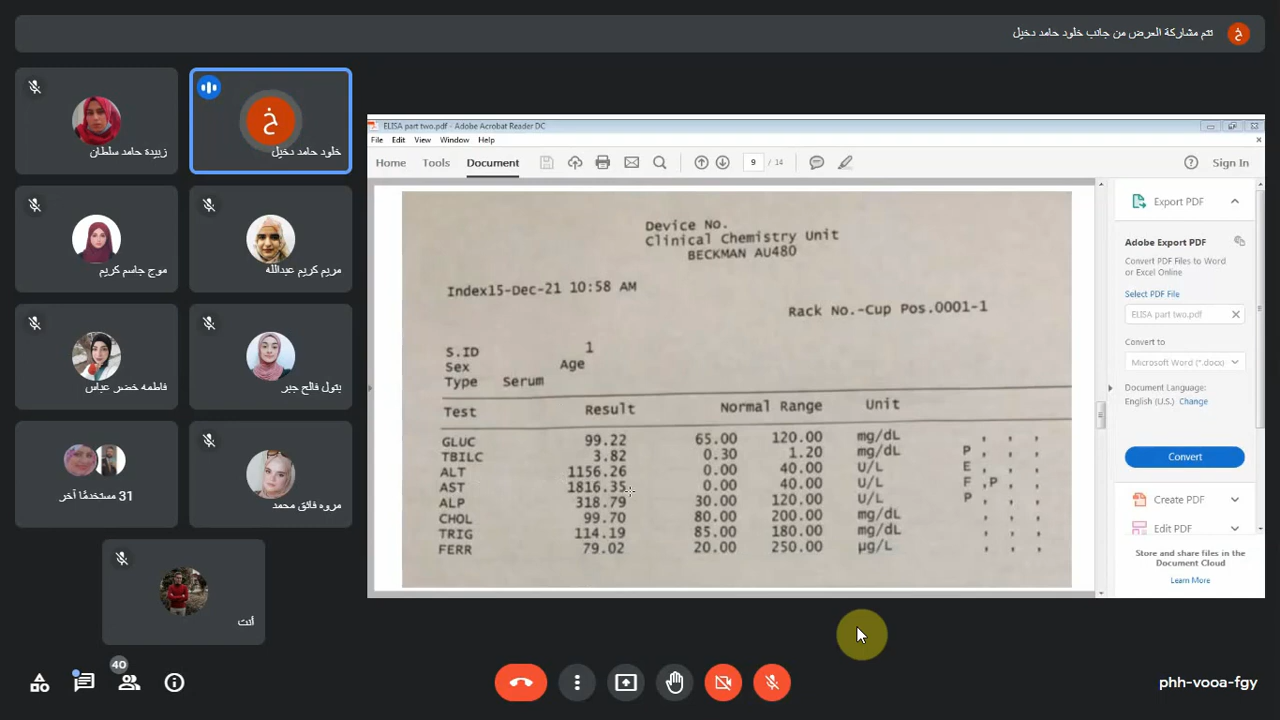 تتم مشاركة العرض من جانب خلود حامد دخيل
خ
زبيدة حامد سلطان
خ
خلود حامد دخيل
موج جاسم كريم
مريم كريم عبدالله
فاطمه خضر عباس
بتول فالح جبر
31 مستخدمًا آخر
مروه فائق محمد
أنت
ELISA part two.pdf - Adobe Acrobat Reader DC
File Edit View Window Help
Home Tools Document 9 / 14 Sign In
Device No.
Clinical Chemistry Unit
BECKMAN AU480
Index15-Dec-21 10:58 AM
Rack No.-Cup Pos.0001-1
S.ID 1
Sex Age
Type Serum
Test Result Normal Range Unit
GLUC 99.22 65.00 120.00 mg/dL , , ,
TBILC 3.82 0.30 1.20 mg/dL P , , ,
ALT 1156.26 0.00 40.00 U/L E , , ,
AST 1816.35 0.00 40.00 U/L F ,P , ,
ALP 318.79 30.00 120.00 U/L P , , ,
CHOL 99.70 80.00 200.00 mg/dL , , ,
TRIG 114.19 85.00 180.00 mg/dL , , ,
FERR 79.02 20.00 250.00 µg/L , , ,
Export PDF
Adobe Export PDF
Convert PDF Files to Word
or Excel Online
Select PDF File
ELISA part two.pdf
Convert to
Microsoft Word (*.docx)
Document Language:
English (U.S.) Change
Convert
Create PDF
Edit PDF
Store and share files in the
Document Cloud
Learn More
40
phh-vooa-fgy